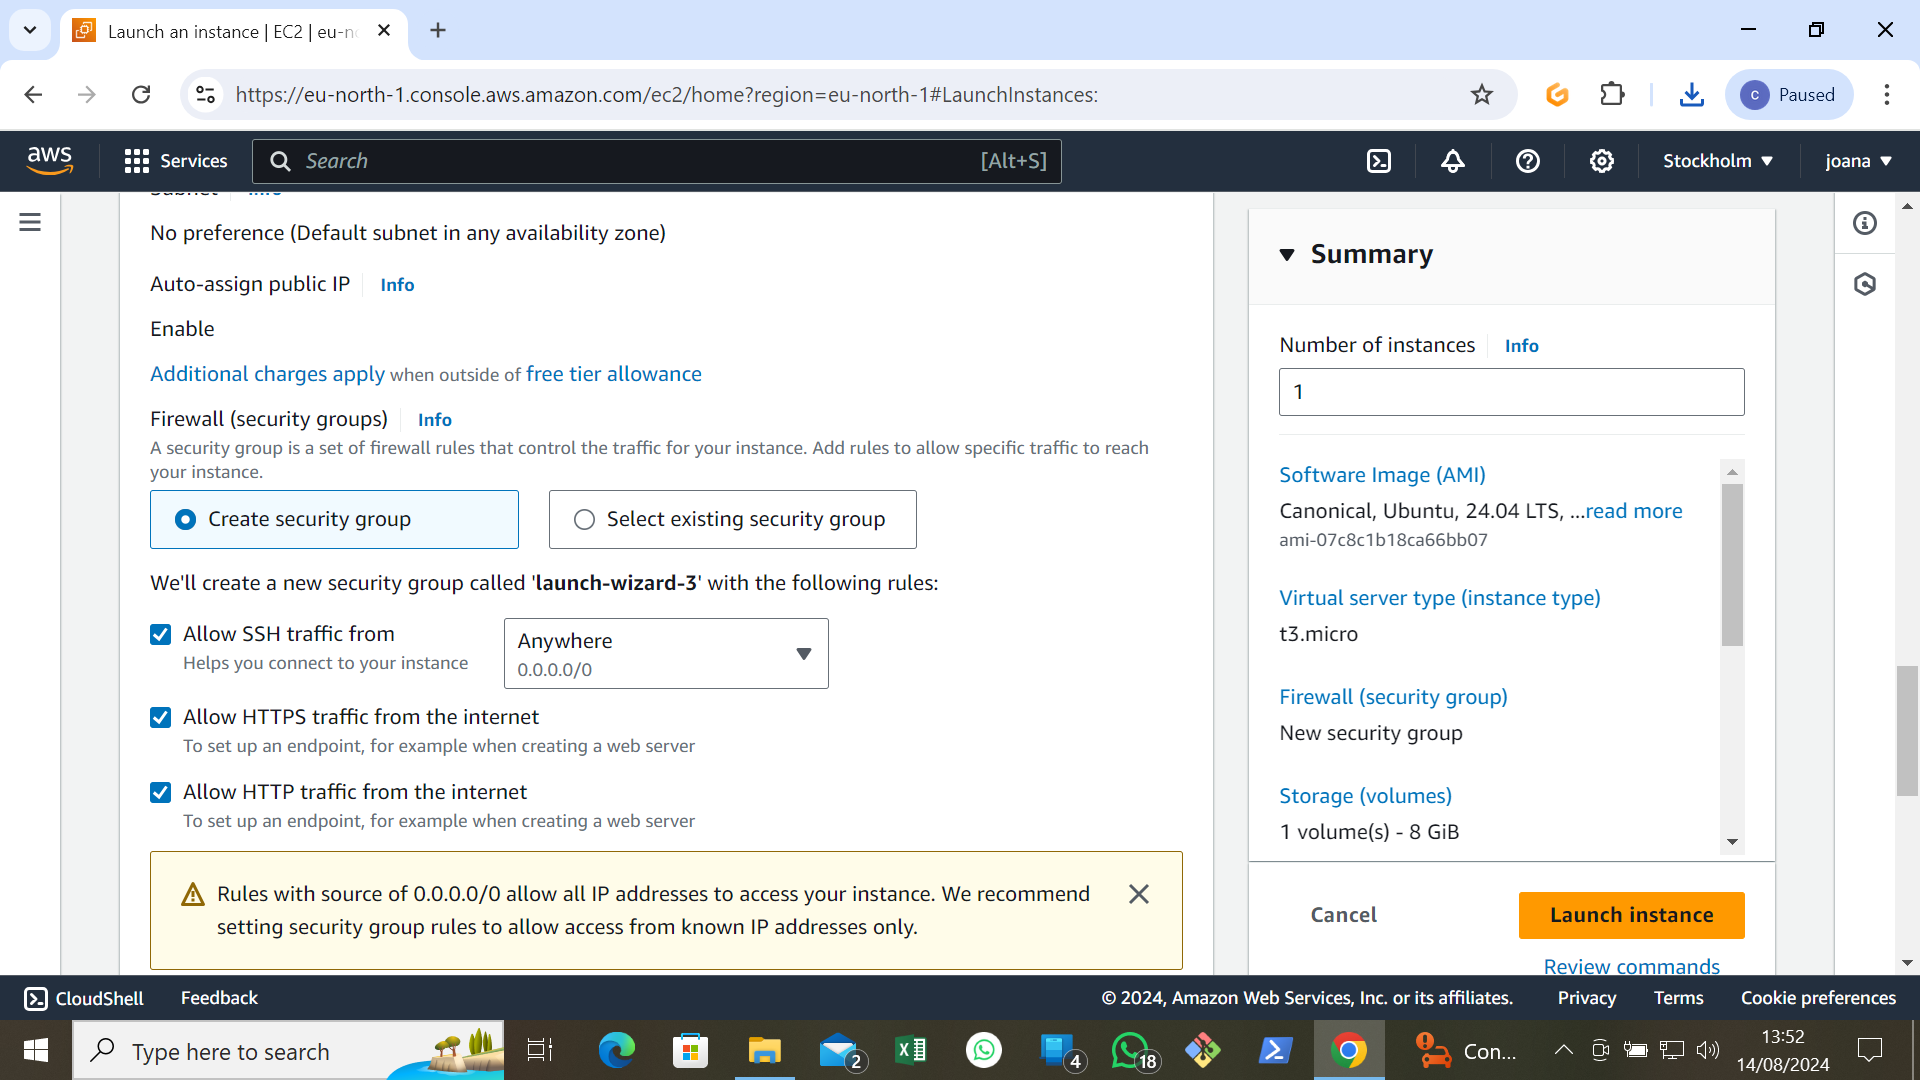 Launch an instance | EC2 | eu-no
https://eu-north-1.console.aws.amazon.com/ec2/home?region=eu-north-1#LaunchInstances:
C
Paused
aws
Services
Search
[Alt+S]
Stockholm
joana
Subnet Info
No preference (Default subnet in any availability zone)
Auto-assign public IP Info
Enable
Additional charges apply when outside of free tier allowance
Firewall (security groups) Info
A security group is a set of firewall rules that control the traffic for your instance. Add rules to allow specific traffic to reach
your instance.
Create security group
Select existing security group
We'll create a new security group called 'launch-wizard-3' with the following rules:
Allow SSH traffic from
Helps you connect to your instance
Anywhere
0.0.0.0/0
Allow HTTPS traffic from the internet
To set up an endpoint, for example when creating a web server
Allow HTTP traffic from the internet
To set up an endpoint, for example when creating a web server
Rules with source of 0.0.0.0/0 allow all IP addresses to access your instance. We recommend
setting security group rules to allow access from known IP addresses only.
Summary
Number of instances Info
1
Software Image (AMI)
Canonical, Ubuntu, 24.04 LTS, ...read more
ami-07c8c1b18ca66bb07
Virtual server type (instance type)
t3.micro
Firewall (security group)
New security group
Storage (volumes)
1 volume(s) - 8 GiB
Cancel
Launch instance
Review commands
CloudShell
Feedback
© 2024, Amazon Web Services, Inc. or its affiliates.
Privacy
Terms
Cookie preferences
Type here to search
2
4
18
Con...
13:52
14/08/2024